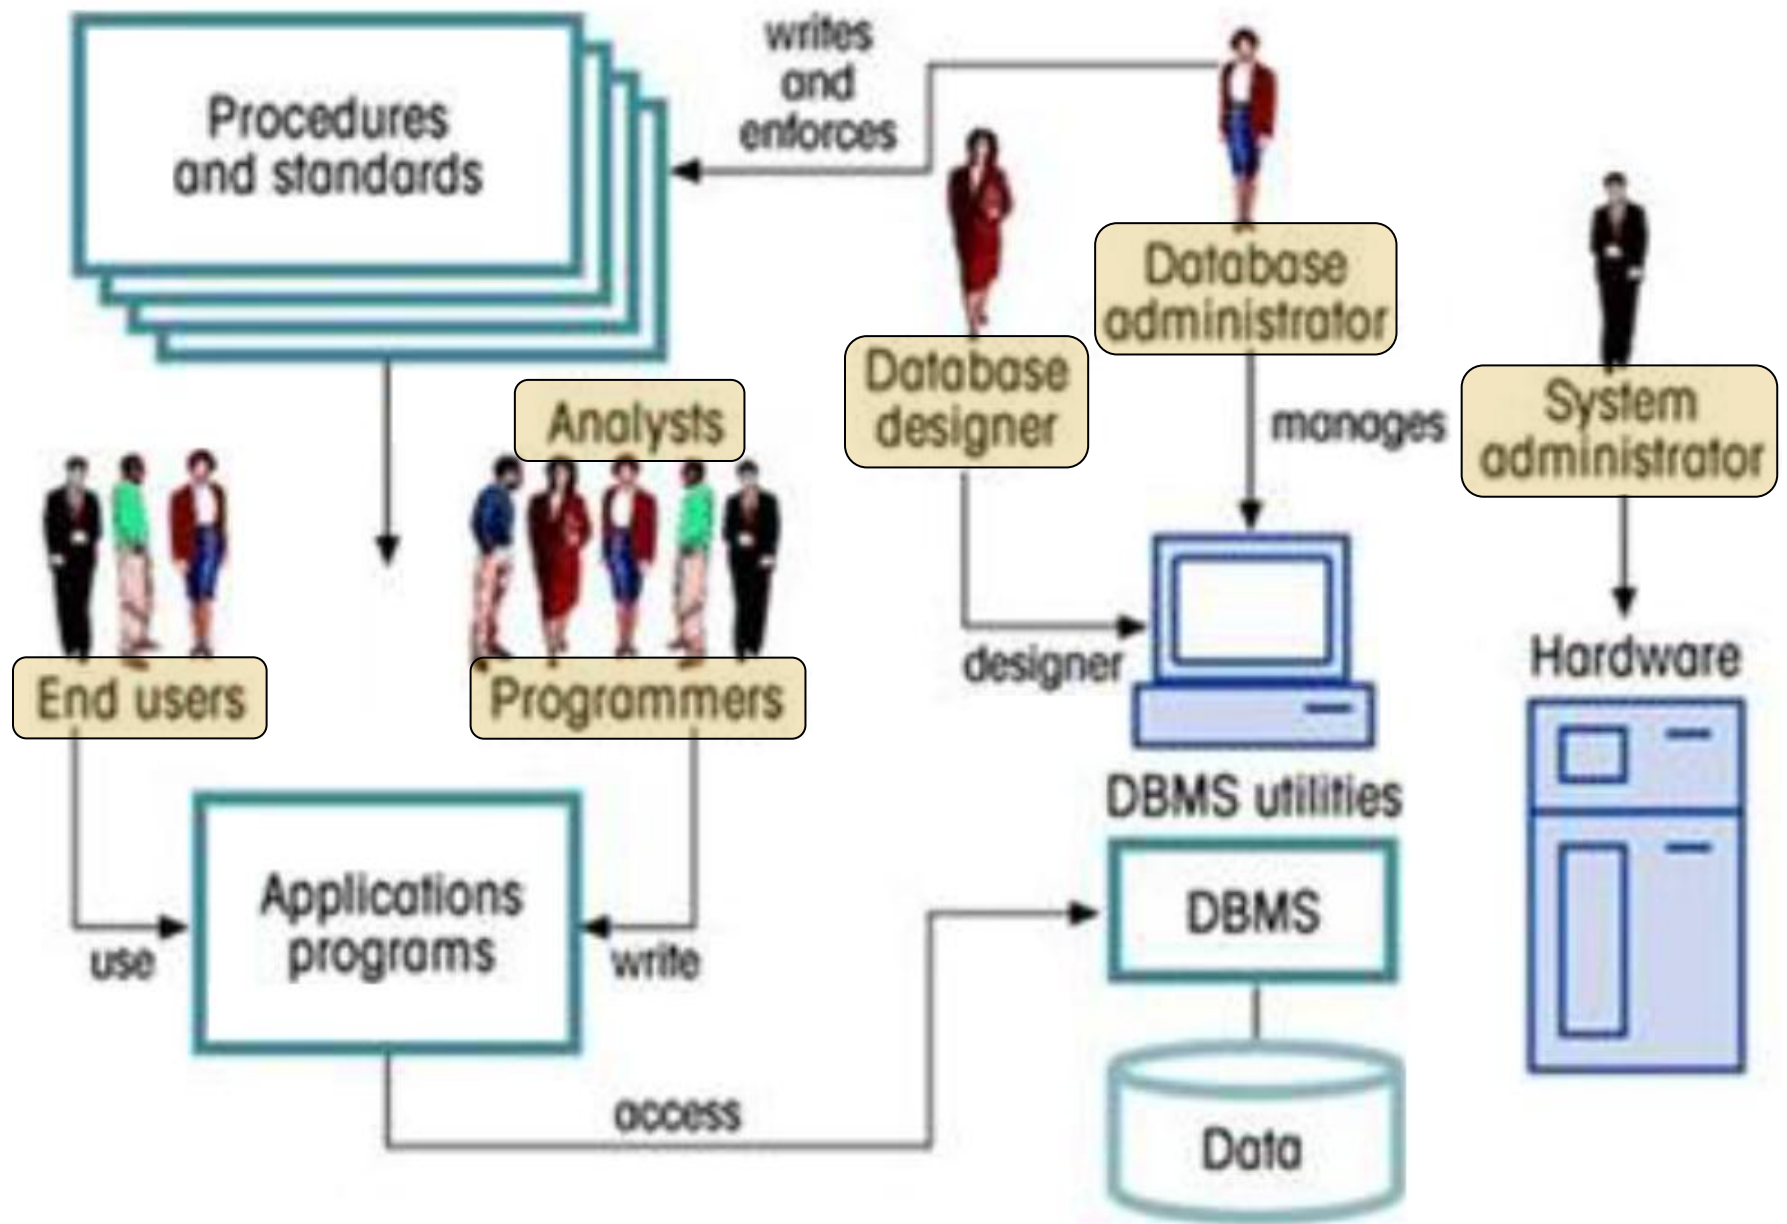 Procedures
and standards
writes
and
enforces
Database
administrator
Database
designer
System
administrator
manages
Analysts
End users
Programmers
designer
Hardware
DBMS utilities
Applications
programs
use
write
DBMS
access
Data